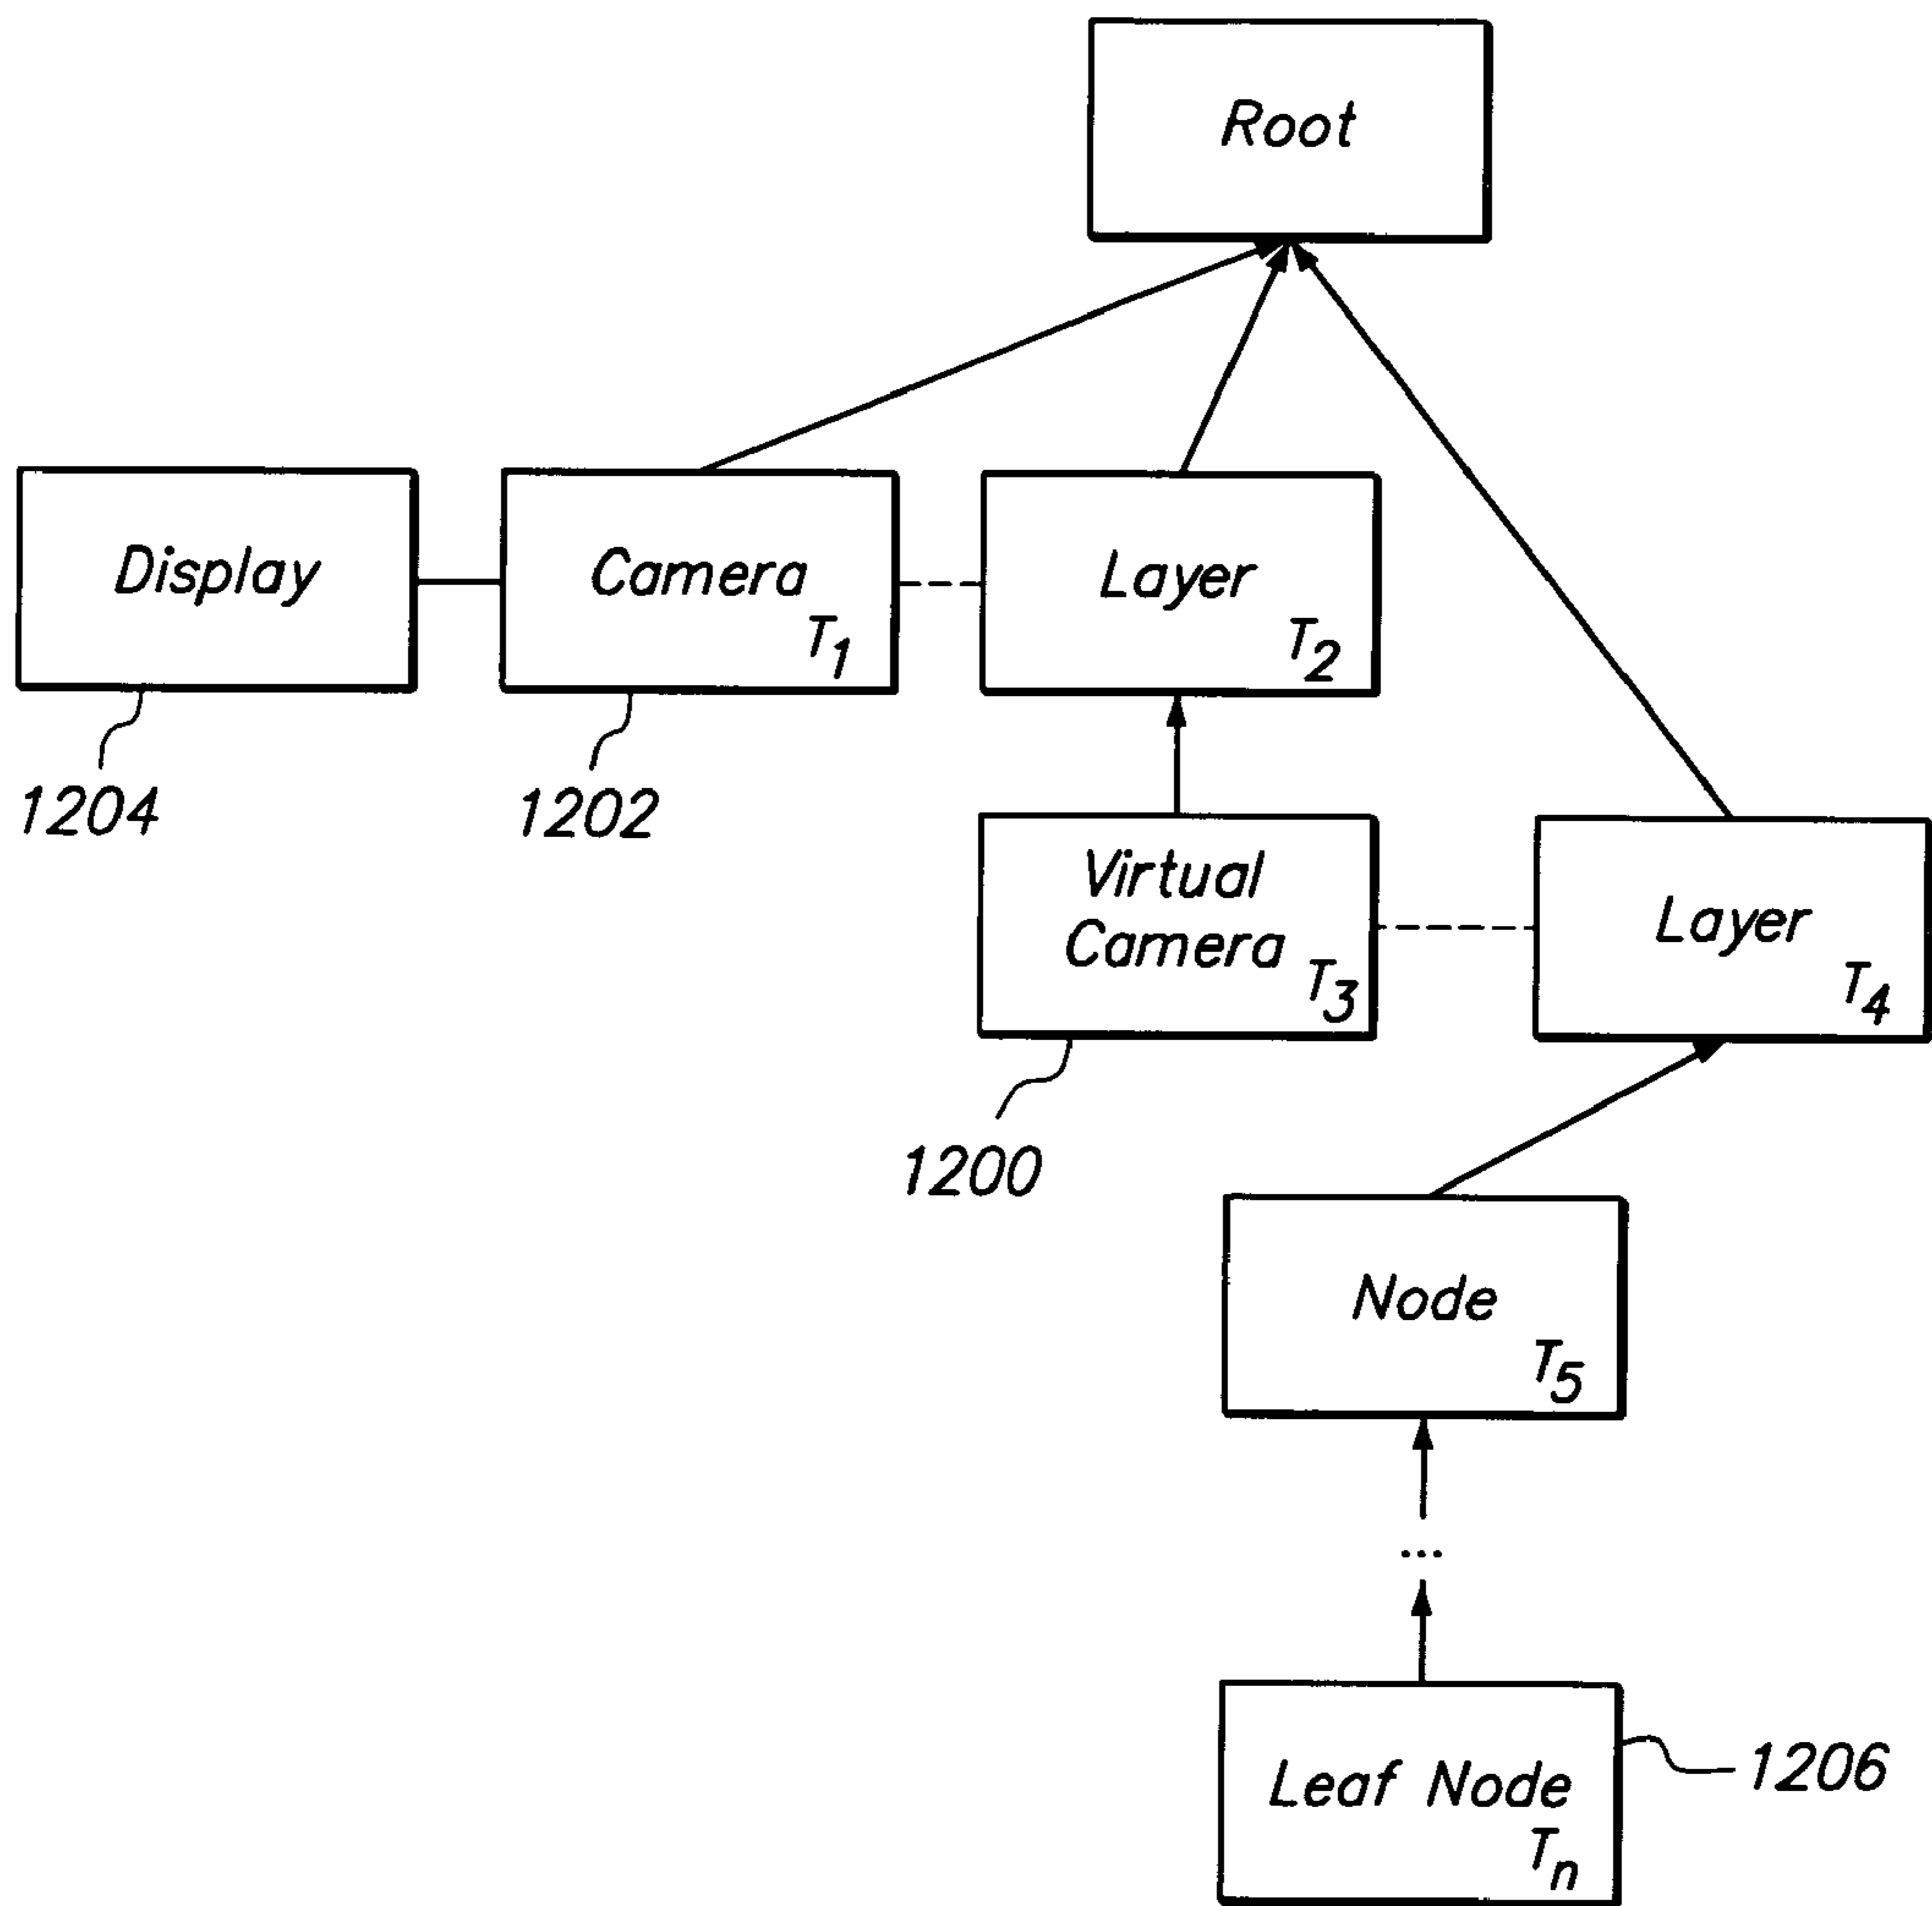 Root
Display
Camera
T1
Layer
T2
1204
1202
Virtual
Camera
T3
Layer
T4
1200
Node
T5
...
Leaf Node
Tn
1206